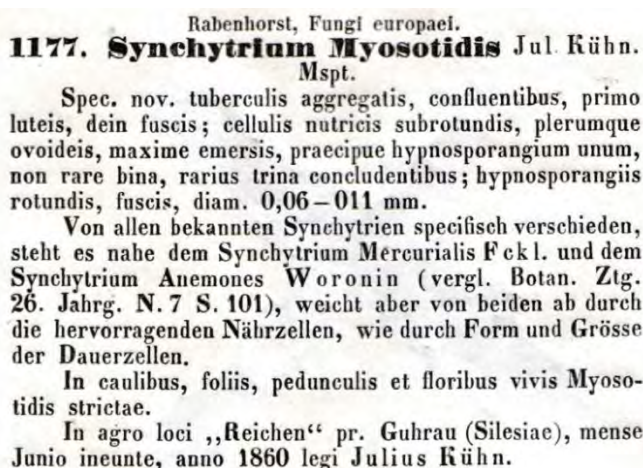 Rabenhorst, Fungi europaei.
1177. Synchytrium Myosotidis Jul. Kühn.
Mspt.
Spec. nov. tuberculis aggregatis, confluentibus, primo
luteis, dein fuscis; cellulis nutricis subrotundis, plerumque
ovoideis, maxime emersis, praecipue hypnosporangium unum,
non rare bina, rarius trina concludentibus; hypnosporangiis
rotundis, fuscis, diam. 0,06–011 mm.
Von allen bekannten Synchytrien specifisch verschieden,
steht es nahe dem Synchytrium Mercurialis Fckl. und dem
Synchytrium Anemones Woronin (vergl. Botan. Ztg.
26. Jahrg. N. 7 S. 101), weicht aber von beiden ab durch
die hervorragenden Nährzellen, wie durch Form und Grösse
der Dauerzellen.
In caulibus, foliis, pedunculis et floribus vivis Myoso-
tidis strictae.
In agro loci ,,Reichen“ pr. Guhrau (Silesiae), mense
Junio ineunte, anno 1860 legi Julius Kühn.